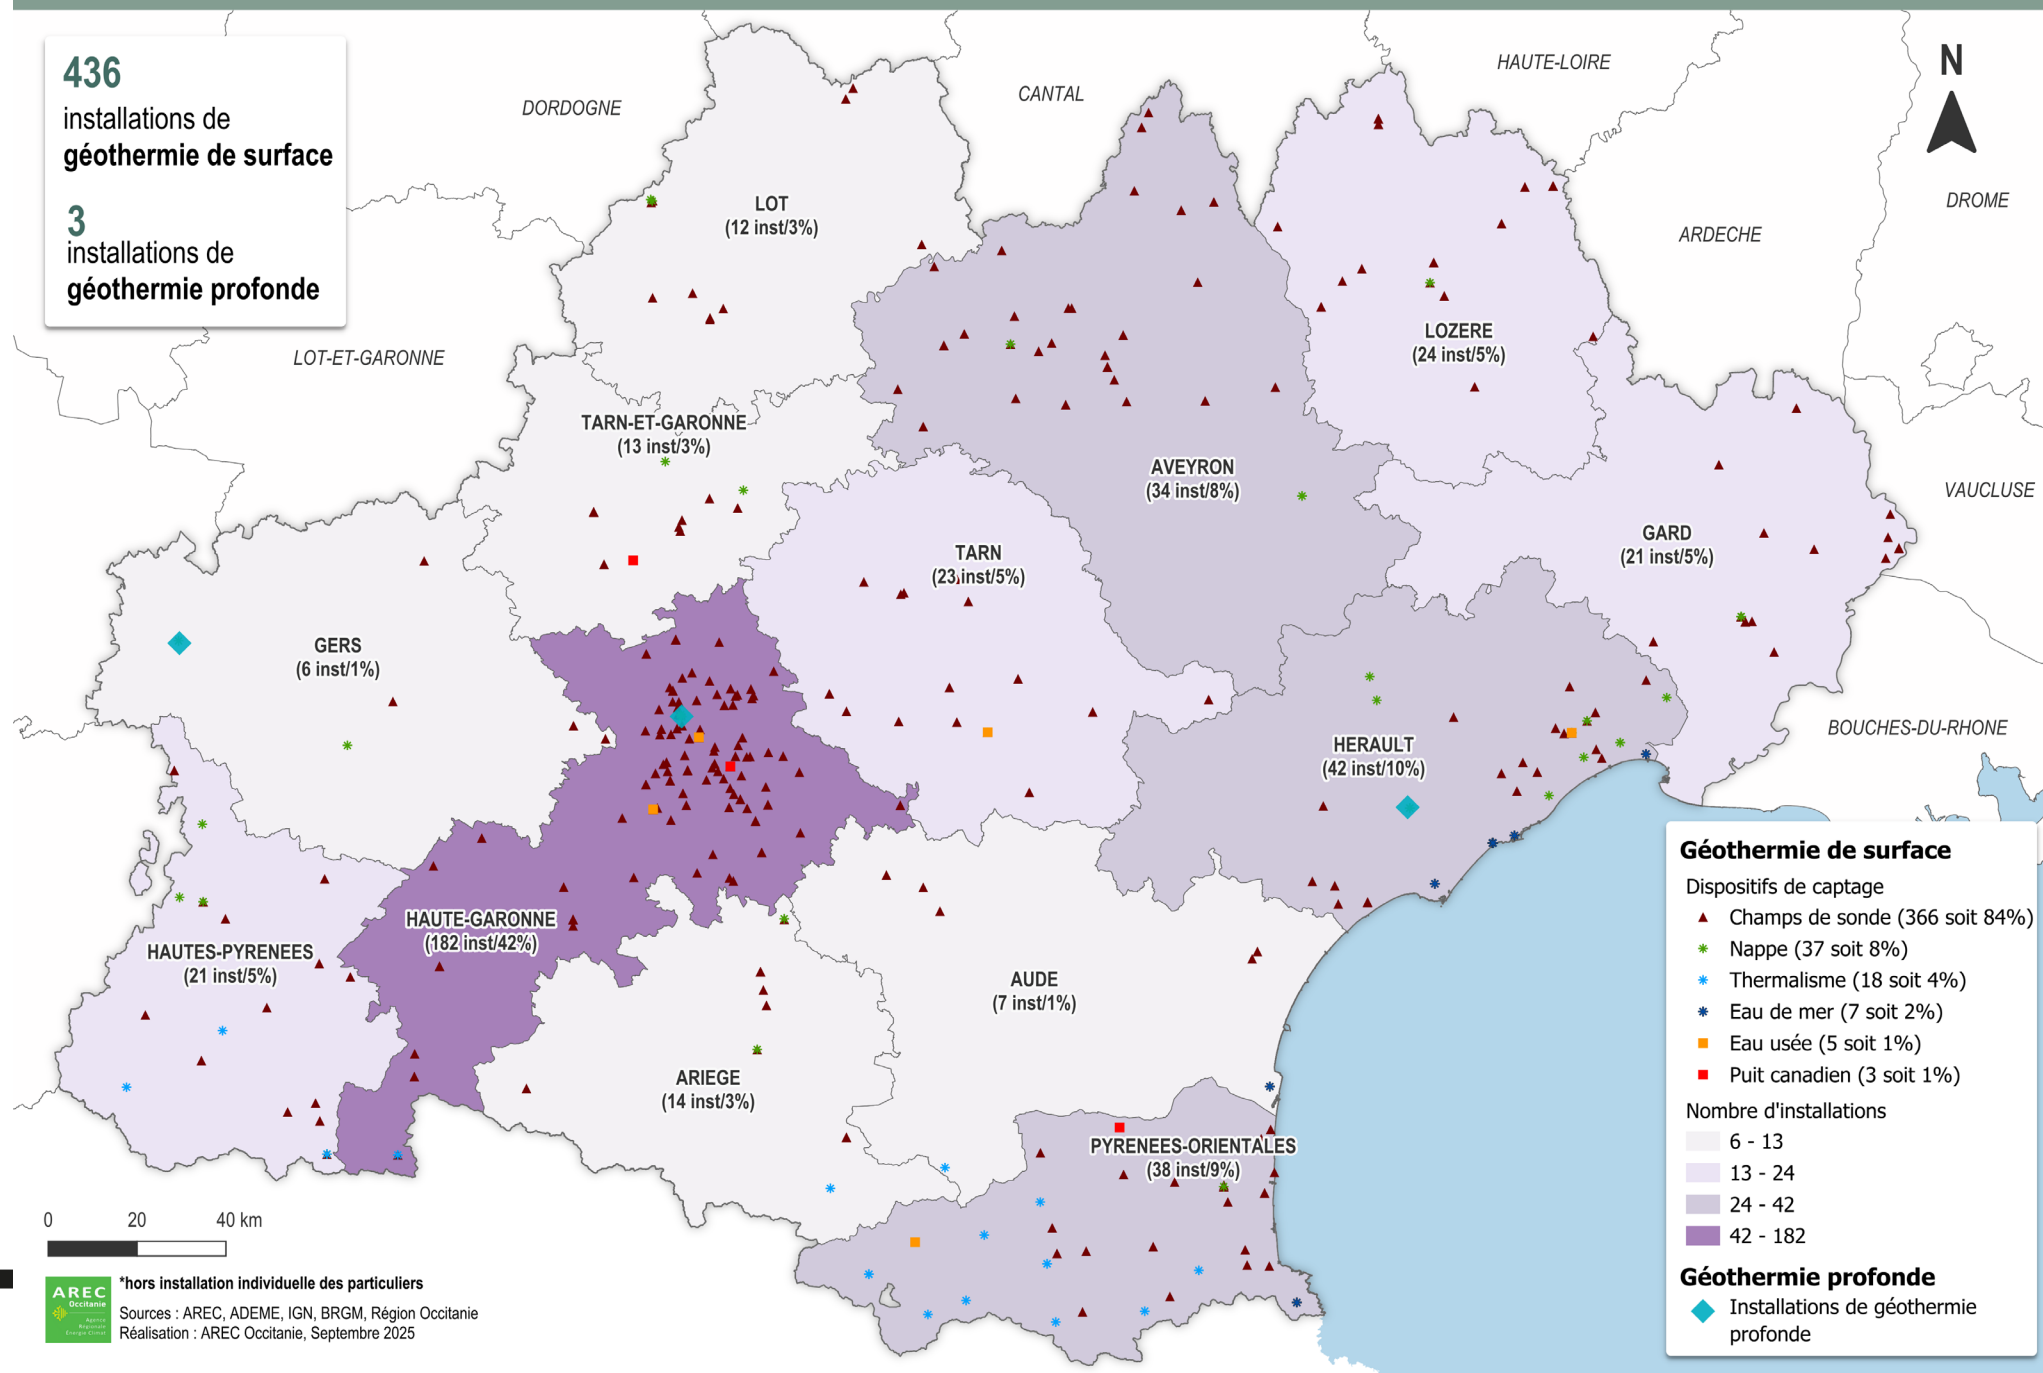 436
installations de
géothermie de surface
3
installations de
géothermie profonde
DORDOGNE
CANTAL
HAUTE-LOIRE
N
DROME
ARDECHE
LOT
(12 inst/3%)
LOT-ET-GARONNE
LOZERE
(24 inst/5%)
TARN-ET-GARONNE
(13 inst/3%)
AVEYRON
(34 inst/8%)
VAUCLUSE
GARD
(21 inst/5%)
TARN
(23 inst/5%)
GERS
(6 inst/1%)
BOUCHES-DU-RHONE
HERAULT
(42 inst/10%)
HAUTE-GARONNE
(182 inst/42%)
HAUTES-PYRENEES
(21 inst/5%)
AUDE
(7 inst/1%)
ARIEGE
(14 inst/3%)
PYRENEES-ORIENTALES
(38 inst/9%)
Géothermie de surface
Dispositifs de captage
Champs de sonde (366 soit 84%)
Nappe (37 soit 8%)
Thermalisme (18 soit 4%)
Eau de mer (7 soit 2%)
Eau usée (5 soit 1%)
Puit canadien (3 soit 1%)
Nombre d'installations
6 - 13
13 - 24
24 - 42
42 - 182
Géothermie profonde
Installations de géothermie
profonde
0 20 40 km
AREC
Occitanie
Agence
Régionale
Énergie Climat
*hors installation individuelle des particuliers
Sources : AREC, ADEME, IGN, BRGM, Région Occitanie
Réalisation : AREC Occitanie, Septembre 2025